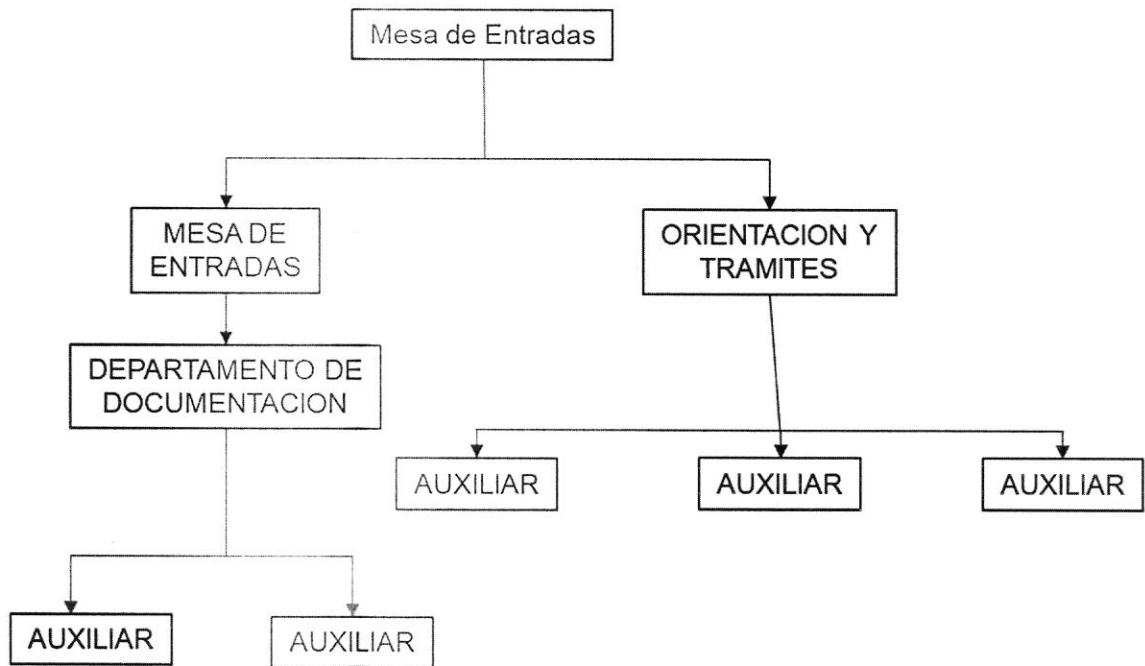 Mesa de Entradas
MESA DE
ENTRADAS
ORIENTACION Y
TRAMITES
DEPARTAMENTO DE
DOCUMENTACION
AUXILIAR
AUXILIAR
AUXILIAR
AUXILIAR
AUXILIAR